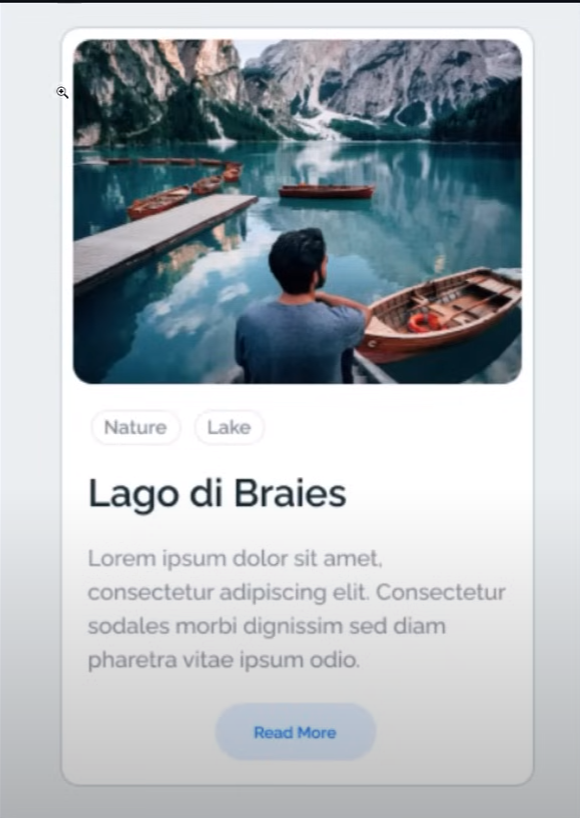 Nature Lake
Lago di Braies
Lorem ipsum dolor sit amet,
consectetur adipiscing elit. Consectetur
sodales morbi dignissim sed diam
pharetra vitae ipsum odio.
Read More